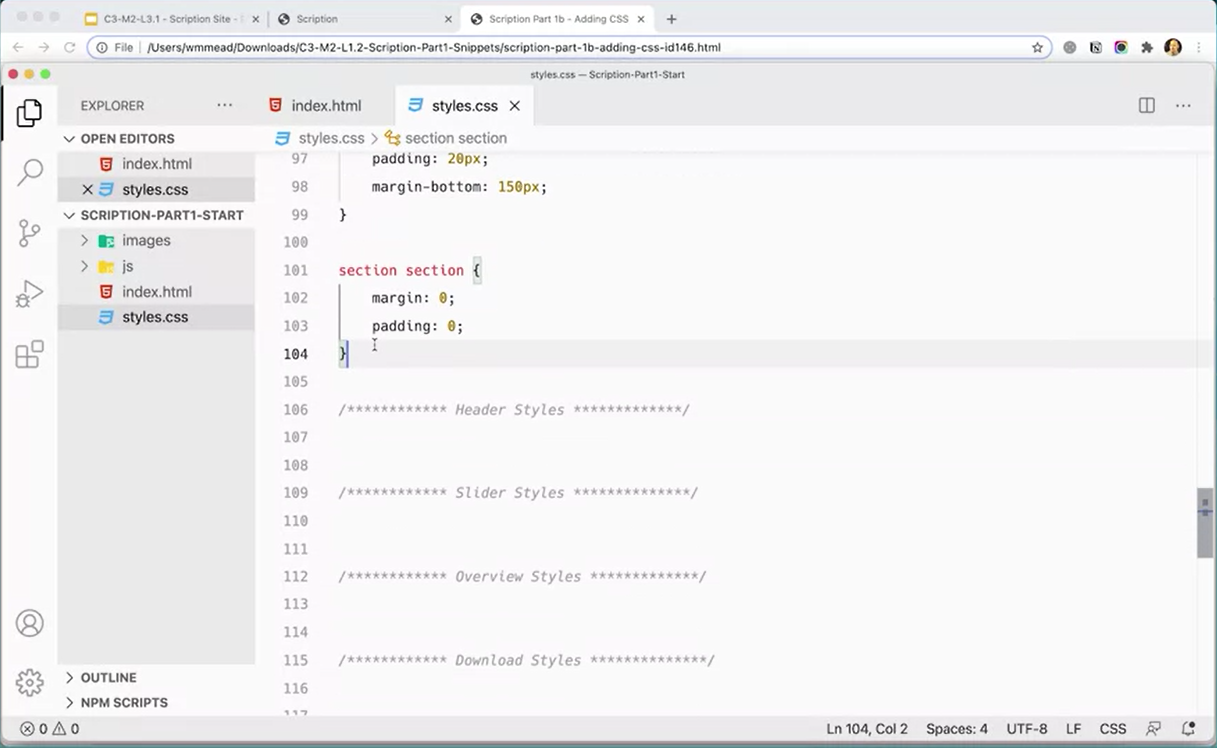 C3-M2-L3.1 - Scription Site -
Scription
Scription Part 1b - Adding CSS
File
/Users/wmmead/Downloads/C3-M2-L1.2-Scription-Part1-Snippets/scription-part-1b-adding-css-id146.html
styles.css — Scription-Part1-Start
EXPLORER
...
index.html
styles.css
OPEN EDITORS
styles.css > section section
index.html
styles.css
SCRIPTION-PART1-START
images
js
index.html
styles.css
OUTLINE
NPM SCRIPTS
97 padding: 20px;
98 margin-bottom: 150px;
99 }
100
101 section section {
102 margin: 0;
103 padding: 0;
104 }
105
106 /************ Header Styles *************/
107
108
109 /************ Slider Styles **************/
110
111
112 /************ Overview Styles *************/
113
114
115 /************ Download Styles **************/
116
117
0 0
Ln 104, Col 2 Spaces: 4 UTF-8 LF CSS